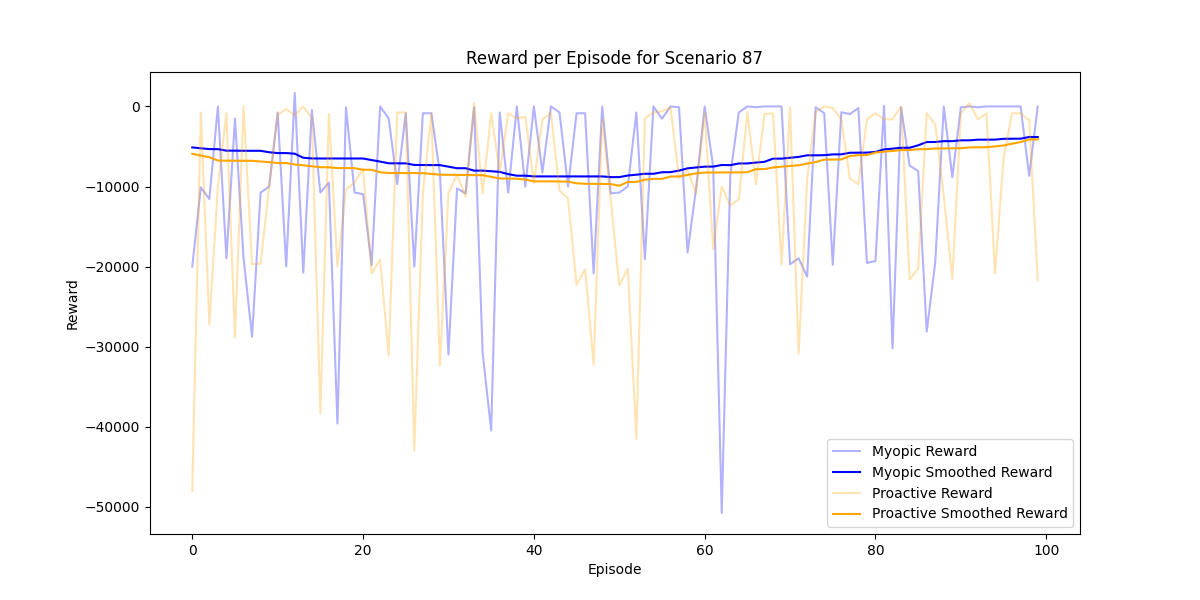 Reward per Episode for Scenario 87
Reward
0
−10000
−20000
−30000
−40000
−50000
0 20 40 60 80 100
Episode
Myopic Reward
Myopic Smoothed Reward
Proactive Reward
Proactive Smoothed Reward